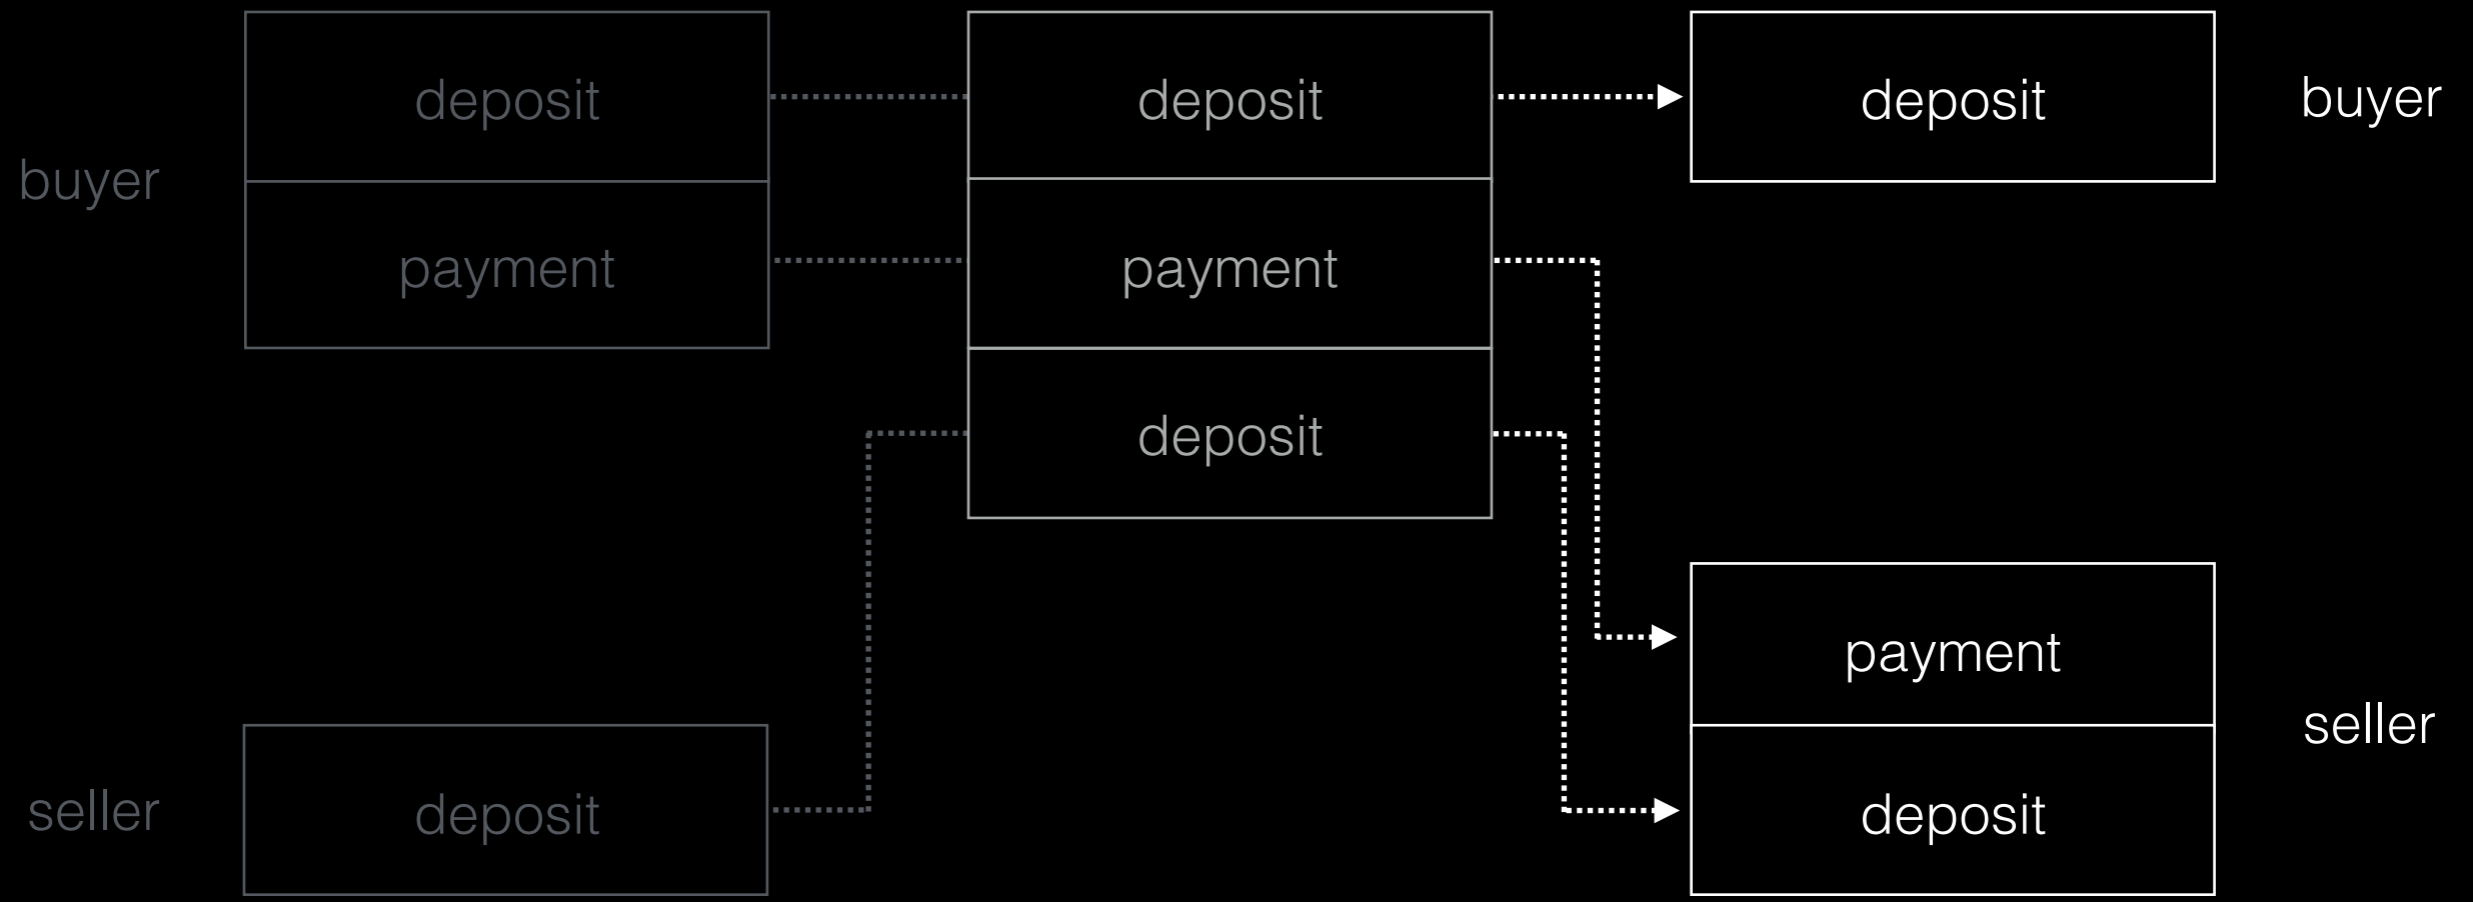 deposit
deposit
deposit
buyer
buyer
payment
payment
deposit
payment
seller
seller
deposit
deposit